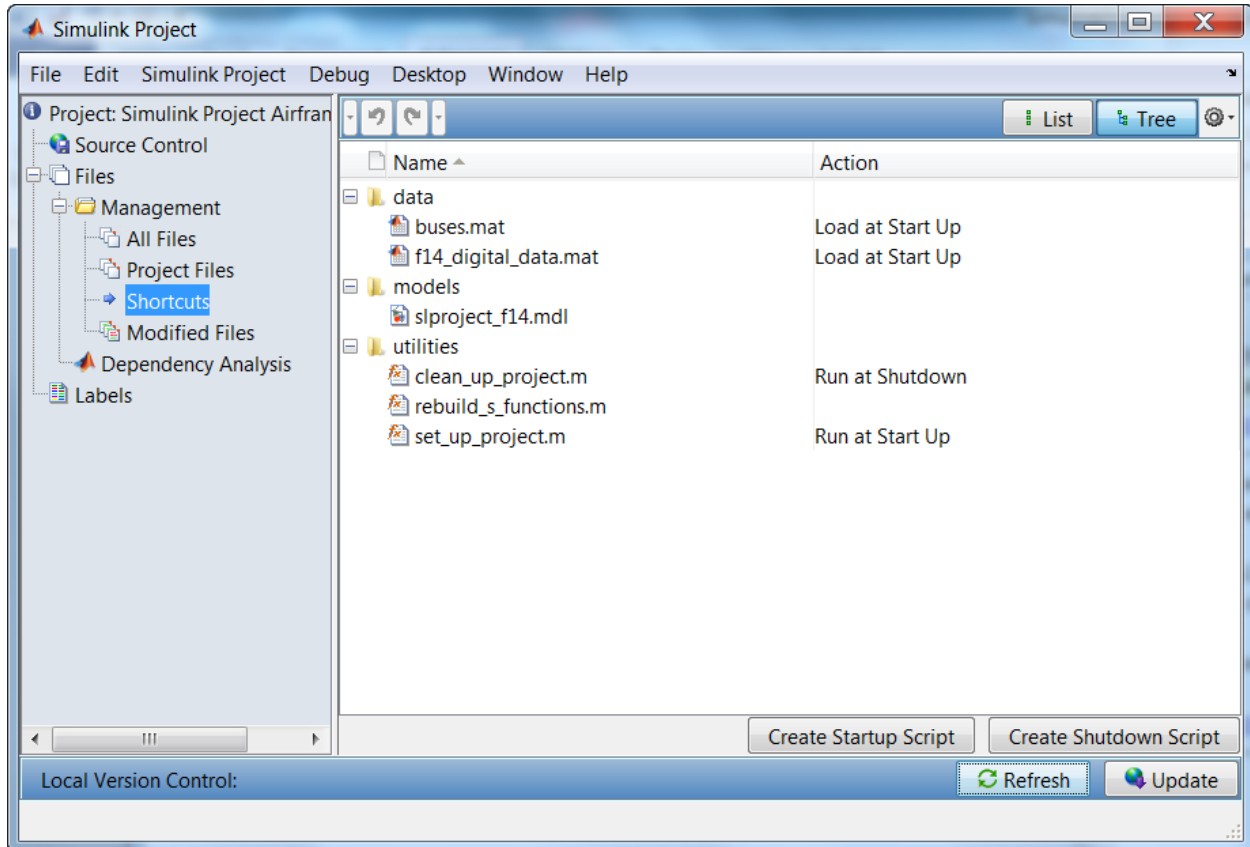 Simulink Project
File Edit Simulink Project Debug Desktop Window Help
Project: Simulink Project Airfran
Source Control
Files
Management
All Files
Project Files
Shortcuts
Modified Files
Dependency Analysis
Labels
List Tree
Name Action
data
buses.mat Load at Start Up
f14_digital_data.mat Load at Start Up
models
slproject_f14.mdl
utilities
clean_up_project.m Run at Shutdown
rebuild_s_functions.m
set_up_project.m Run at Start Up
Create Startup Script Create Shutdown Script
Local Version Control: Refresh Update